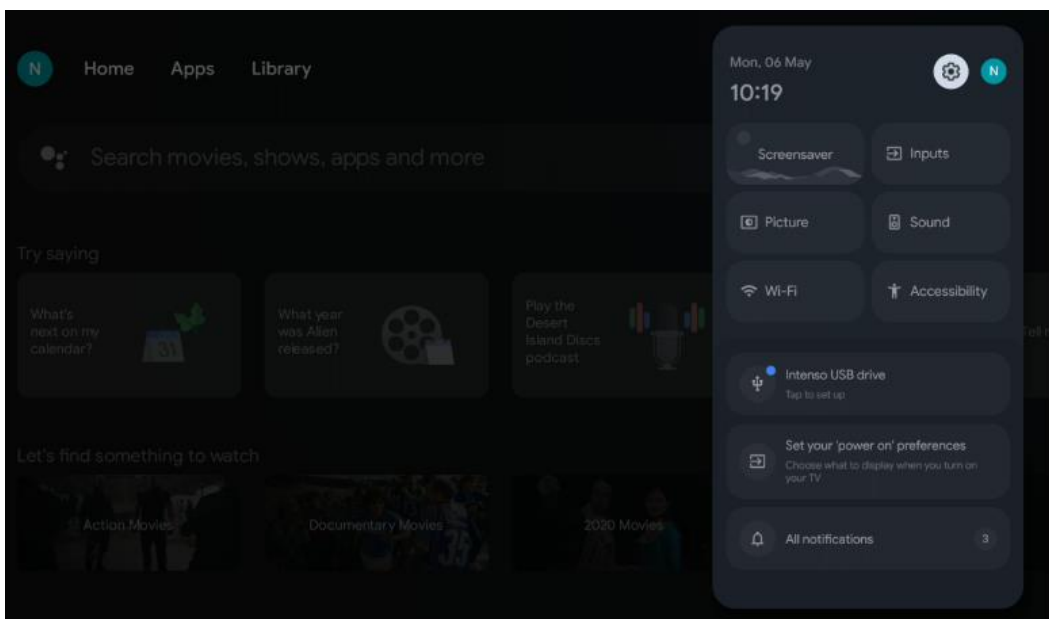 N
Home Apps Library
Search movies, shows, apps and more
Try saying
What's
next on my
calendar?
31
What year
was Alien
released?
Play the
Desert
Island Discs
podcast
Let's find something to watch
Action Movies
Documentary Movies
35
2020 Movies
Mon, 06 May
10:19
N
Screensaver
Inputs
Picture
Sound
Wi-Fi
Accessibility
Intenso USB drive
Tap to set up
Set your 'power on' preferences
Choose what to display when you turn on
your TV
All notifications
3